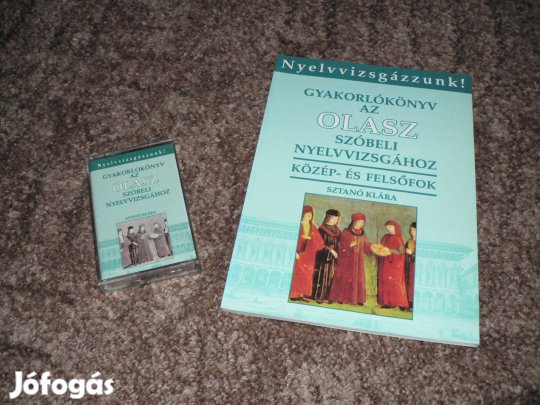 Nyelvvizsgázzunk!
GYAKORLÓKÖNYV
AZ
OLASZ
SZÓBELI
NYELVVIZSGÁHOZ
KÖZÉP- ÉS FELSŐFOK
SZTANÓ KLÁRA
Nyelvvizsgázzunk!
GYAKORLÓKÖNYV
AZ
OLASZ
SZÓBELI
NYELVVIZSGÁHOZ
SZTANÓ KLÁRA
Jófogás